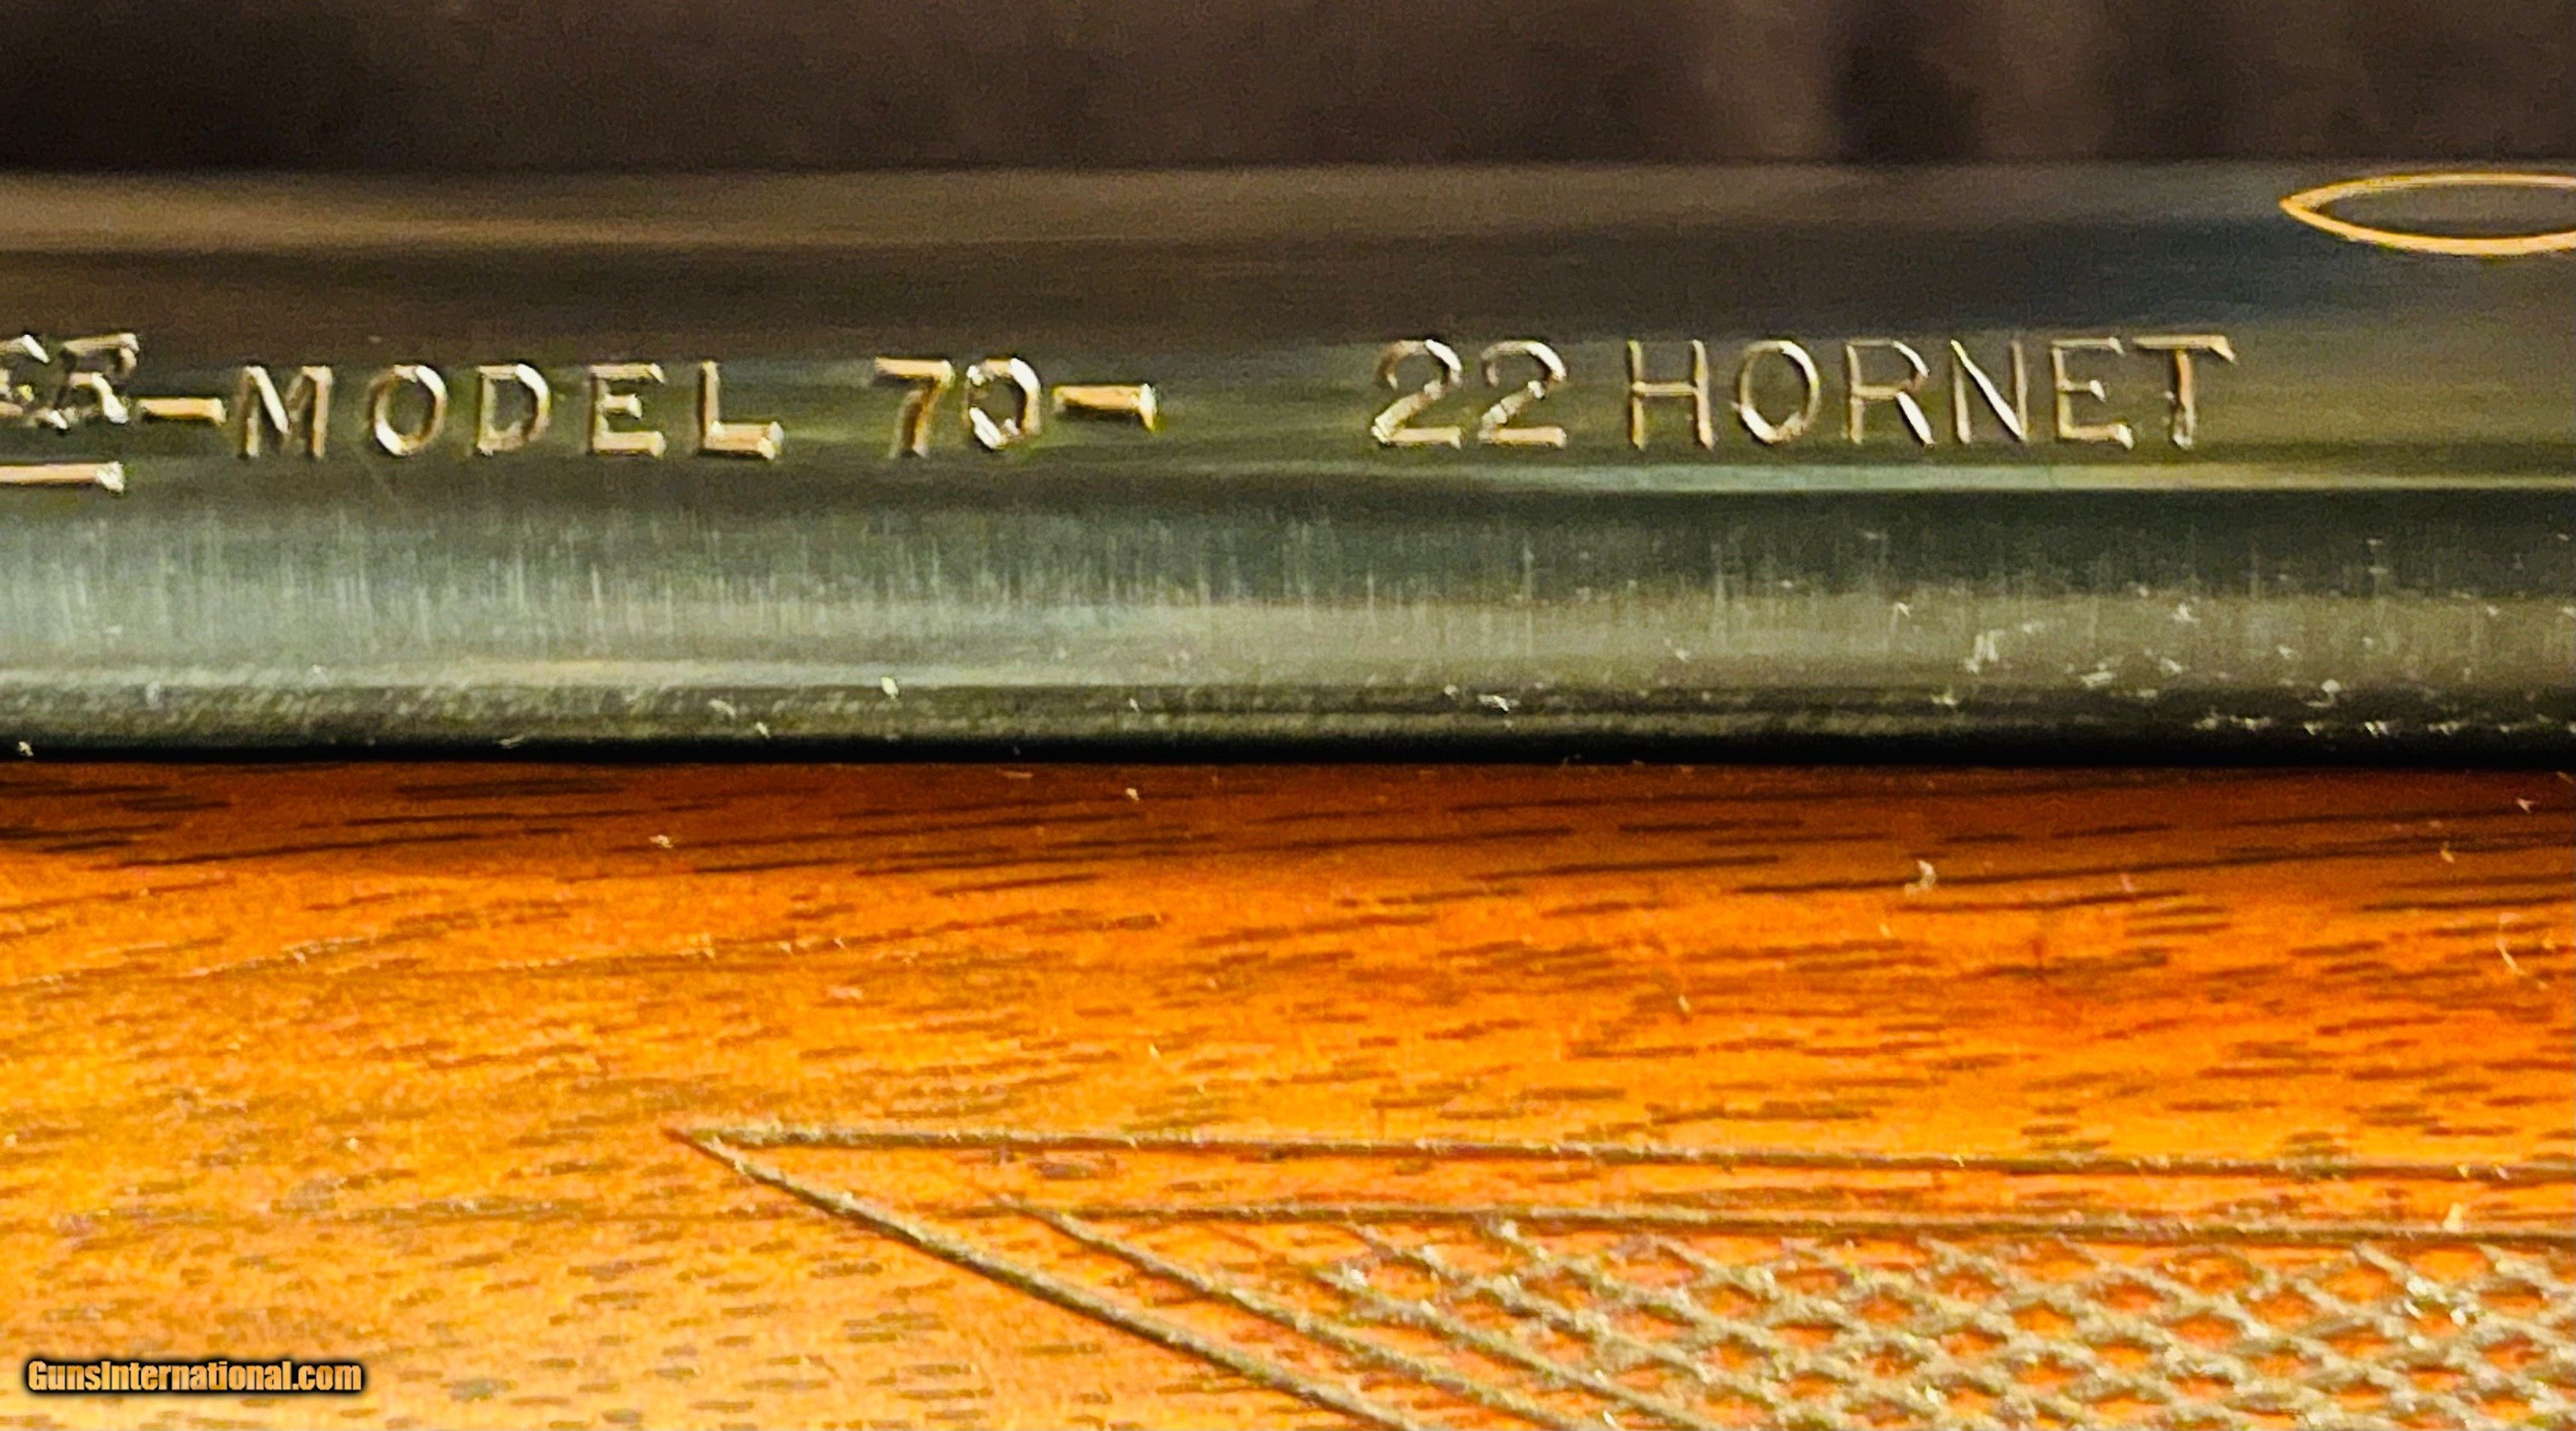 -MODEL 70- 22 HORNET
GunsInternational.com